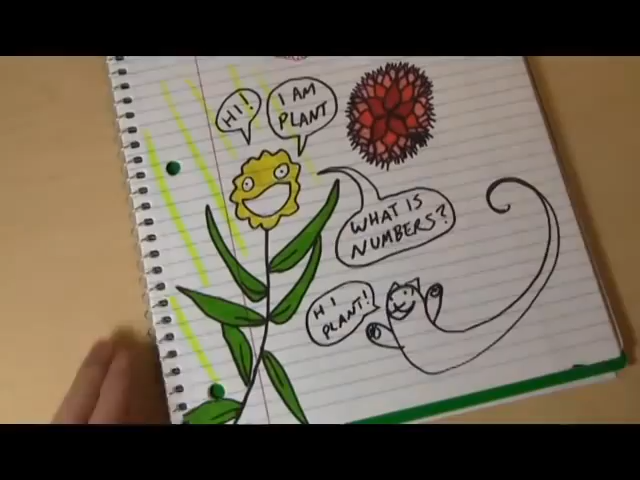 HI!
I AM
PLANT
WHAT IS
NUMBERS?
HI
PLANT!